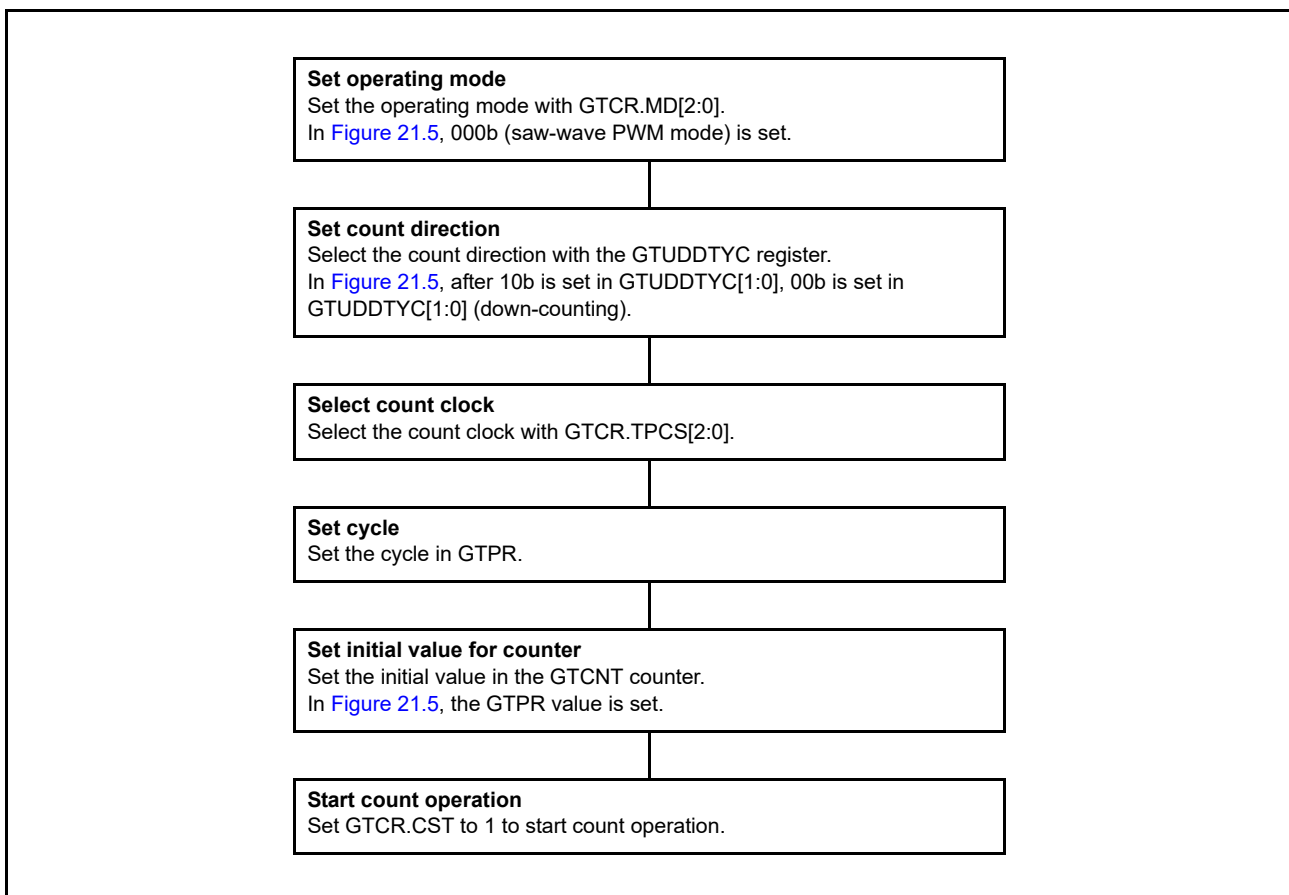 Set operating mode
Set the operating mode with GTCR.MD[2:0].
In Figure 21.5, 000b (saw-wave PWM mode) is set.
Set count direction
Select the count direction with the GTUDDTYC register.
In Figure 21.5, after 10b is set in GTUDDTYC[1:0], 00b is set in
GTUDDTYC[1:0] (down-counting).
Select count clock
Select the count clock with GTCR.TPCS[2:0].
Set cycle
Set the cycle in GTPR.
Set initial value for counter
Set the initial value in the GTCNT counter.
In Figure 21.5, the GTPR value is set.
Start count operation
Set GTCR.CST to 1 to start count operation.